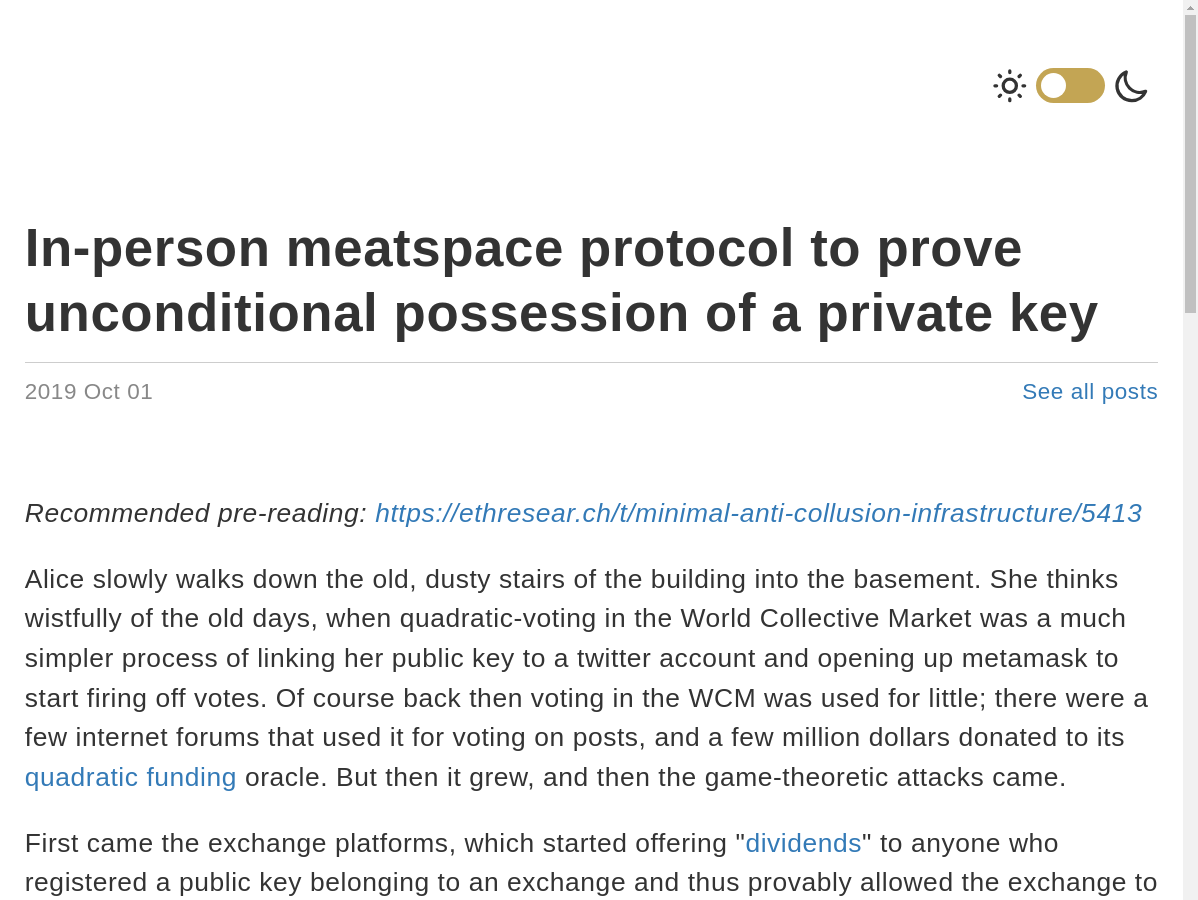 In-person meatspace protocol to prove
unconditional possession of a private key
2019 Oct 01
See all posts
Recommended pre-reading: https://ethresear.ch/t/minimal-anti-collusion-infrastructure/5413
Alice slowly walks down the old, dusty stairs of the building into the basement. She thinks
wistfully of the old days, when quadratic-voting in the World Collective Market was a much
simpler process of linking her public key to a twitter account and opening up metamask to
start firing off votes. Of course back then voting in the WCM was used for little; there were a
few internet forums that used it for voting on posts, and a few million dollars donated to its
quadratic funding oracle. But then it grew, and then the game-theoretic attacks came.
First came the exchange platforms, which started offering "dividends" to anyone who
registered a public key belonging to an exchange and thus provably allowed the exchange to